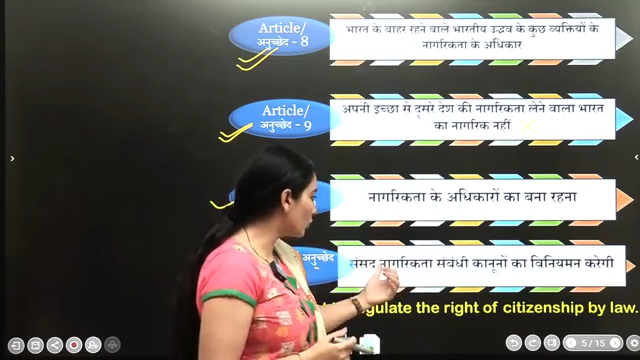 Article/
अनुच्छेद - 8
भारत के बाहर रहने वाले भारतीय उद्भव के कुछ व्यक्तियों के
नागरिकता के अधिकार
Article/
अनुच्छेद - 9
अपनी इच्छा से दूसरे देश की नागरिकता लेने वाला भारत
का नागरिक नहीं
नागरिकता के अधिकारों का बना रहना
अनुच्छेद
संसद नागरिकता संबंधी कानूनों का विनियमन करेगी
regulate the right of citizenship by law.
5 / 15